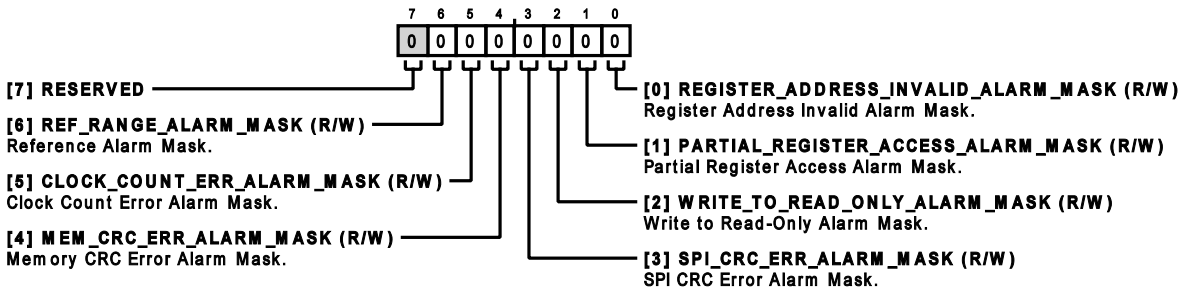 7 6 5 4 3 2 1 0
0 0 0 0 0 0 0 0
[7] RESERVED
[6] REF_RANGE_ALARM_MASK (R/W)
Reference Alarm Mask.
[5] CLOCK_COUNT_ERR_ALARM_MASK (R/W)
Clock Count Error Alarm Mask.
[4] MEM_CRC_ERR_ALARM_MASK (R/W)
Memory CRC Error Alarm Mask.
[0] REGISTER_ADDRESS_INVALID_ALARM_MASK (R/W)
Register Address Invalid Alarm Mask.
[1] PARTIAL_REGISTER_ACCESS_ALARM_MASK (R/W)
Partial Register Access Alarm Mask.
[2] WRITE_TO_READ_ONLY_ALARM_MASK (R/W)
Write to Read-Only Alarm Mask.
[3] SPI_CRC_ERR_ALARM_MASK (R/W)
SPI CRC Error Alarm Mask.